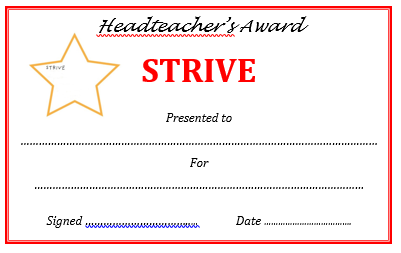 Headteacher's Award
STRIVE
STRIVE
Presented to
................................................................................................
For
................................................................................................
Signed ,,,,,,,,,,,,,,,,,,,,,,,,,,,,,,,,,,,, Date ....................................